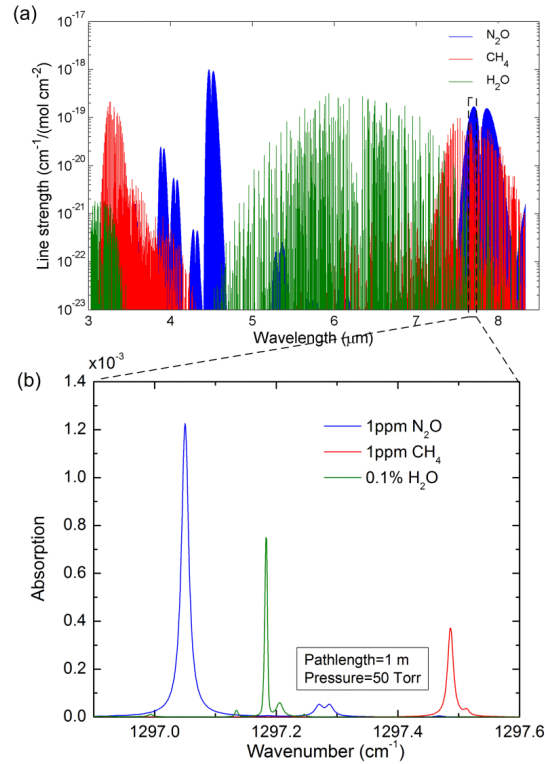 (a)
10⁻¹⁷
10⁻¹⁸
10⁻¹⁹
10⁻²⁰
10⁻²¹
10⁻²²
10⁻²³
Line strength (cm⁻¹/(mol cm⁻²)
N₂O
CH₄
H₂O
3 4 5 6 7 8
Wavelength (μm)
(b)
x10⁻³
1.4
1.2
1.0
0.8
0.6
0.4
0.2
0.0
Absorption
1ppm N₂O
1ppm CH₄
0.1% H₂O
Pathlength=1 m
Pressure=50 Torr
1297.0 1297.2 1297.4 1297.6
Wavenumber (cm⁻¹)